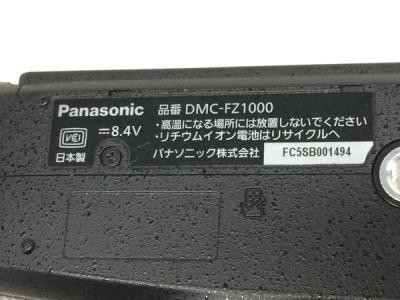 Panasonic 品番 DMC-FZ1000
・高温になる場所には放置しないでください
VCI ⎓8.4V ・リチウムイオン電池はリサイクルへ
日本製 パナソニック株式会社 FC5SB001494